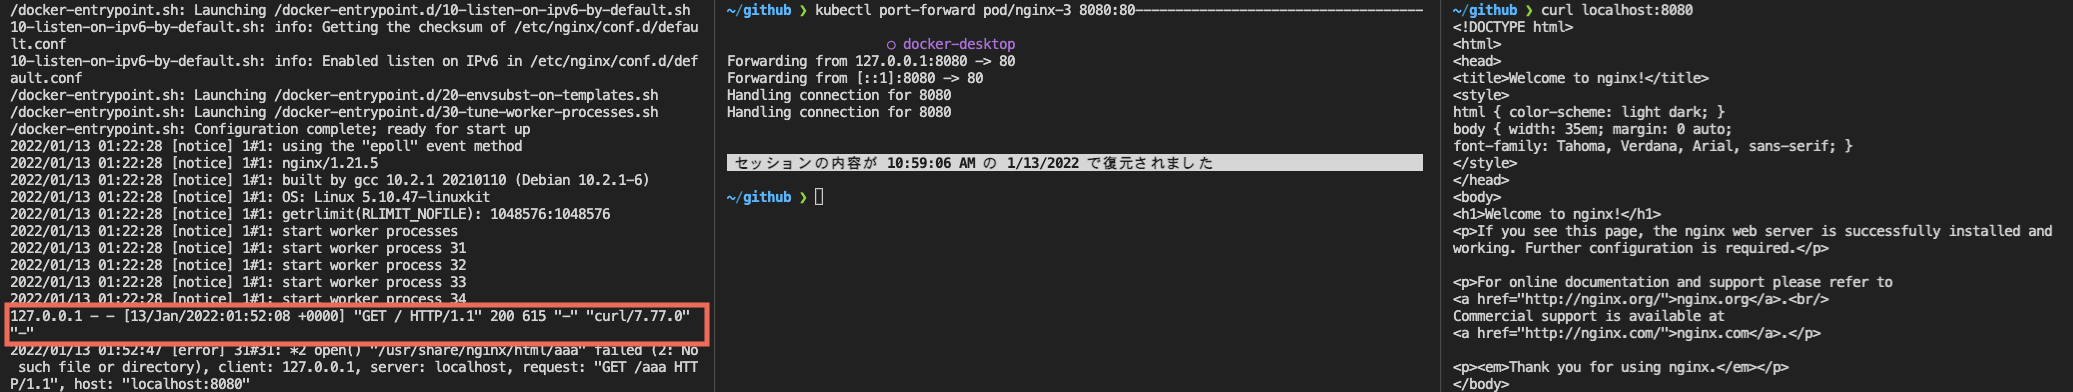 /docker-entrypoint.sh: Launching /docker-entrypoint.d/10-listen-on-ipv6-by-default.sh
10-listen-on-ipv6-by-default.sh: info: Getting the checksum of /etc/nginx/conf.d/defau
lt.conf
10-listen-on-ipv6-by-default.sh: info: Enabled listen on IPv6 in /etc/nginx/conf.d/def
ault.conf
/docker-entrypoint.sh: Launching /docker-entrypoint.d/20-envsubst-on-templates.sh
/docker-entrypoint.sh: Launching /docker-entrypoint.d/30-tune-worker-processes.sh
/docker-entrypoint.sh: Configuration complete; ready for start up
2022/01/13 01:22:28 [notice] 1#1: using the "epoll" event method
2022/01/13 01:22:28 [notice] 1#1: nginx/1.21.5
2022/01/13 01:22:28 [notice] 1#1: built by gcc 10.2.1 20210110 (Debian 10.2.1-6)
2022/01/13 01:22:28 [notice] 1#1: OS: Linux 5.10.47-linuxkit
2022/01/13 01:22:28 [notice] 1#1: getrlimit(RLIMIT_NOFILE): 1048576:1048576
2022/01/13 01:22:28 [notice] 1#1: start worker processes
2022/01/13 01:22:28 [notice] 1#1: start worker process 31
2022/01/13 01:22:28 [notice] 1#1: start worker process 32
2022/01/13 01:22:28 [notice] 1#1: start worker process 33
2022/01/13 01:22:28 [notice] 1#1: start worker process 34
127.0.0.1 - - [13/Jan/2022:01:52:08 +0000] "GET / HTTP/1.1" 200 615 "-" "curl/7.77.0"
"-"
2022/01/13 01:52:47 [error] 31#31: *2 open() "/usr/share/nginx/html/aaa" failed (2: No
 such file or directory), client: 127.0.0.1, server: localhost, request: "GET /aaa HTT
P/1.1", host: "localhost:8080"
~/github ❯ kubectl port-forward pod/nginx-3 8080:80------------------------------------
○ docker-desktop
Forwarding from 127.0.0.1:8080 -> 80
Forwarding from [::1]:8080 -> 80
Handling connection for 8080
Handling connection for 8080
セッションの内容が 10:59:06 AM の 1/13/2022 で復元されました
~/github ❯
~/github ❯ curl localhost:8080
<!DOCTYPE html>
<html>
<head>
<title>Welcome to nginx!</title>
<style>
html { color-scheme: light dark; }
body { width: 35em; margin: 0 auto;
font-family: Tahoma, Verdana, Arial, sans-serif; }
</style>
</head>
<body>
<h1>Welcome to nginx!</h1>
<p>If you see this page, the nginx web server is successfully installed and
working. Further configuration is required.</p>
<p>For online documentation and support please refer to
<a href="http://nginx.org/">nginx.org</a>.<br/>
Commercial support is available at
<a href="http://nginx.com/">nginx.com</a>.</p>
<p><em>Thank you for using nginx.</em></p>
</body>